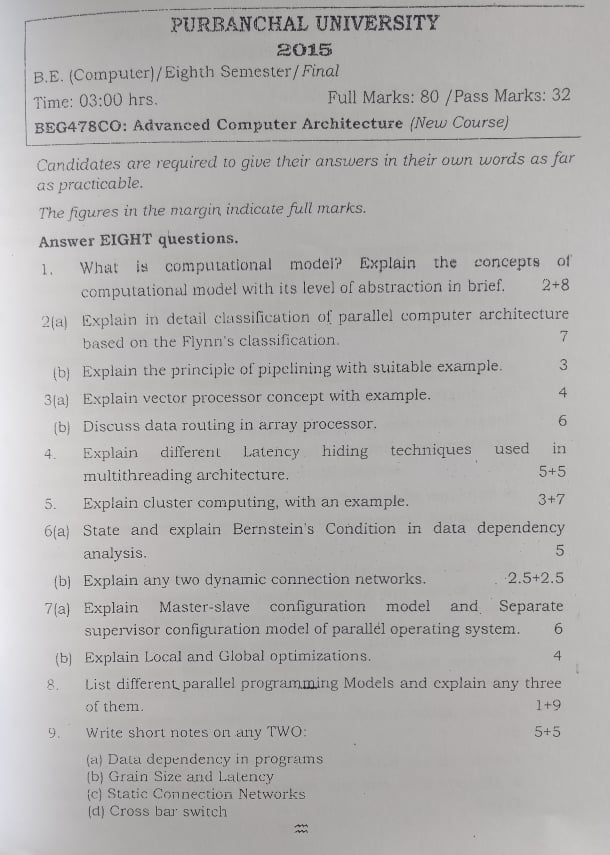 PURBANCHAL UNIVERSITY
2015
B.E. (Computer)/Eighth Semester/Final
Time: 03:00 hrs. Full Marks: 80 /Pass Marks: 32
BEG478CO: Advanced Computer Architecture (New Course)
Candidates are required to give their answers in their own words as far
as practicable.
The figures in the margin indicate full marks.
Answer EIGHT questions.
1. What is computational model? Explain the concepts of
computational model with its level of abstraction in brief. 2+8
2(a) Explain in detail classification of parallel computer architecture
based on the Flynn's classification. 7
(b) Explain the principle of pipelining with suitable example. 3
3(a) Explain vector processor concept with example. 4
(b) Discuss data routing in array processor. 6
4. Explain different Latency hiding techniques used in
multithreading architecture. 5+5
5. Explain cluster computing, with an example. 3+7
6(a) State and explain Bernstein's Condition in data dependency
analysis. 5
(b) Explain any two dynamic connection networks. 2.5+2.5
7(a) Explain Master-slave configuration model and Separate
supervisor configuration model of parallel operating system. 6
(b) Explain Local and Global optimizations. 4
8. List different parallel programming Models and explain any three
of them. 1+9
9. Write short notes on any TWO: 5+5
(a) Data dependency in programs
(b) Grain Size and Latency
(c) Static Connection Networks
(d) Cross bar switch